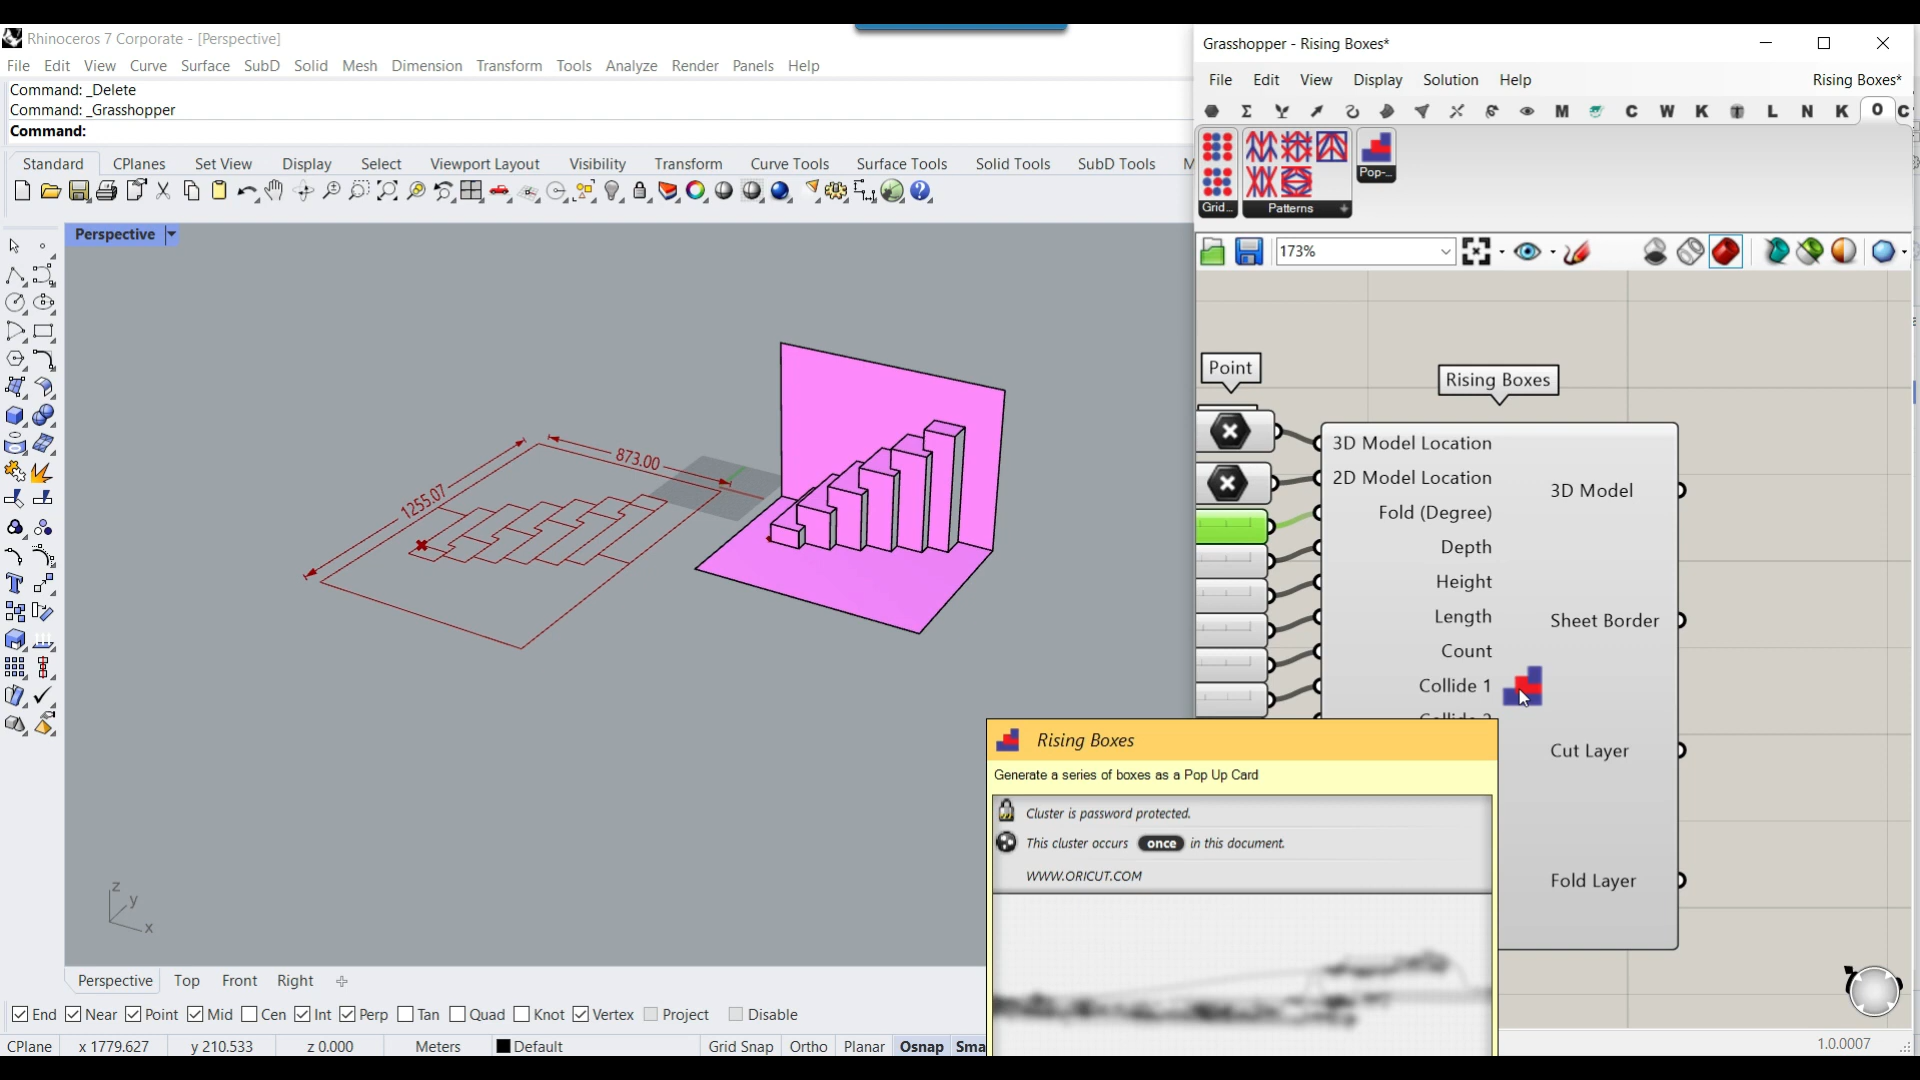 Rhinoceros 7 Corporate - [Perspective]
File Edit View Curve Surface SubD Solid Mesh Dimension Transform Tools Analyze Render Panels Help
Command: _Delete
Command: _Grasshopper
Command:
Standard CPlanes Set View Display Select Viewport Layout Visibility Transform Curve Tools Surface Tools Solid Tools SubD Tools M
Perspective
873.00
1255.07
z
y
x
Perspective Top Front Right
End Near Point Mid Cen Int Perp Tan Quad Knot Vertex Project Disable
CPlane x 1779.627 y 210.533 z 0.000 Meters Default Grid Snap Ortho Planar Osnap Sma
Grasshopper - Rising Boxes*
File Edit View Display Solution Help Rising Boxes*
M C W K T L N K O C
Grid... Patterns Pop-...
173%
Point
Rising Boxes
3D Model Location
2D Model Location
Fold (Degree)
Depth
Height
Length
Count
Collide 1
Collide 2
3D Model
Sheet Border
Cut Layer
Fold Layer
Rising Boxes
Generate a series of boxes as a Pop Up Card
Cluster is password protected.
This cluster occurs once in this document.
WWW.ORICUT.COM
1.0.0007